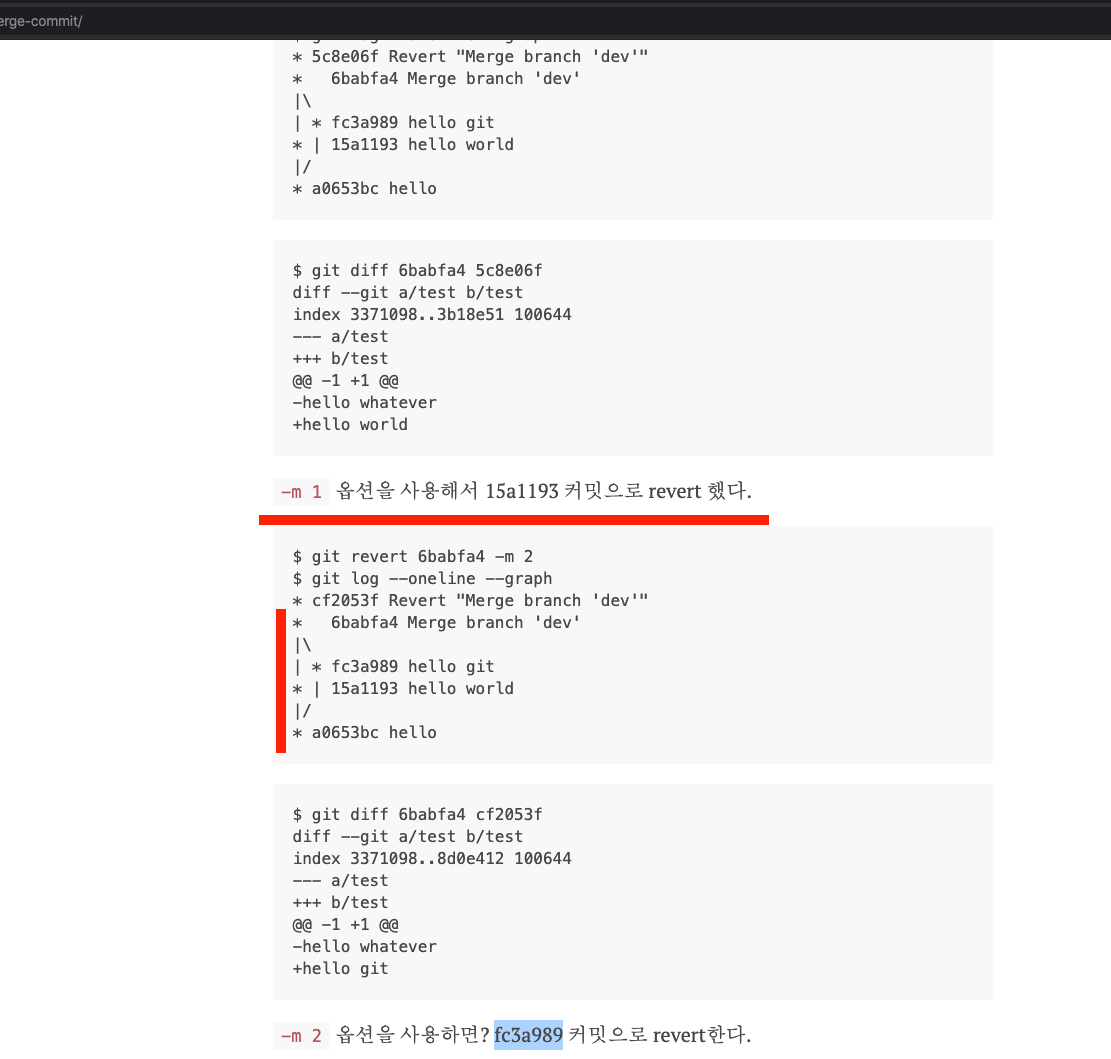 erge-commit/
* 5c8e06f Revert "Merge branch 'dev'"
*   6babfa4 Merge branch 'dev'
|\
| * fc3a989 hello git
* | 15a1193 hello world
|/
* a0653bc hello
$ git diff 6babfa4 5c8e06f
diff --git a/test b/test
index 3371098..3b18e51 100644
--- a/test
+++ b/test
@@ -1 +1 @@
-hello whatever
+hello world
-m 1 옵션을 사용해서 15a1193 커밋으로 revert 했다.
$ git revert 6babfa4 -m 2
$ git log --oneline --graph
* cf2053f Revert "Merge branch 'dev'"
*   6babfa4 Merge branch 'dev'
|\
| * fc3a989 hello git
* | 15a1193 hello world
|/
* a0653bc hello
$ git diff 6babfa4 cf2053f
diff --git a/test b/test
index 3371098..8d0e412 100644
--- a/test
+++ b/test
@@ -1 +1 @@
-hello whatever
+hello git
-m 2 옵션을 사용하면? fc3a989 커밋으로 revert한다.